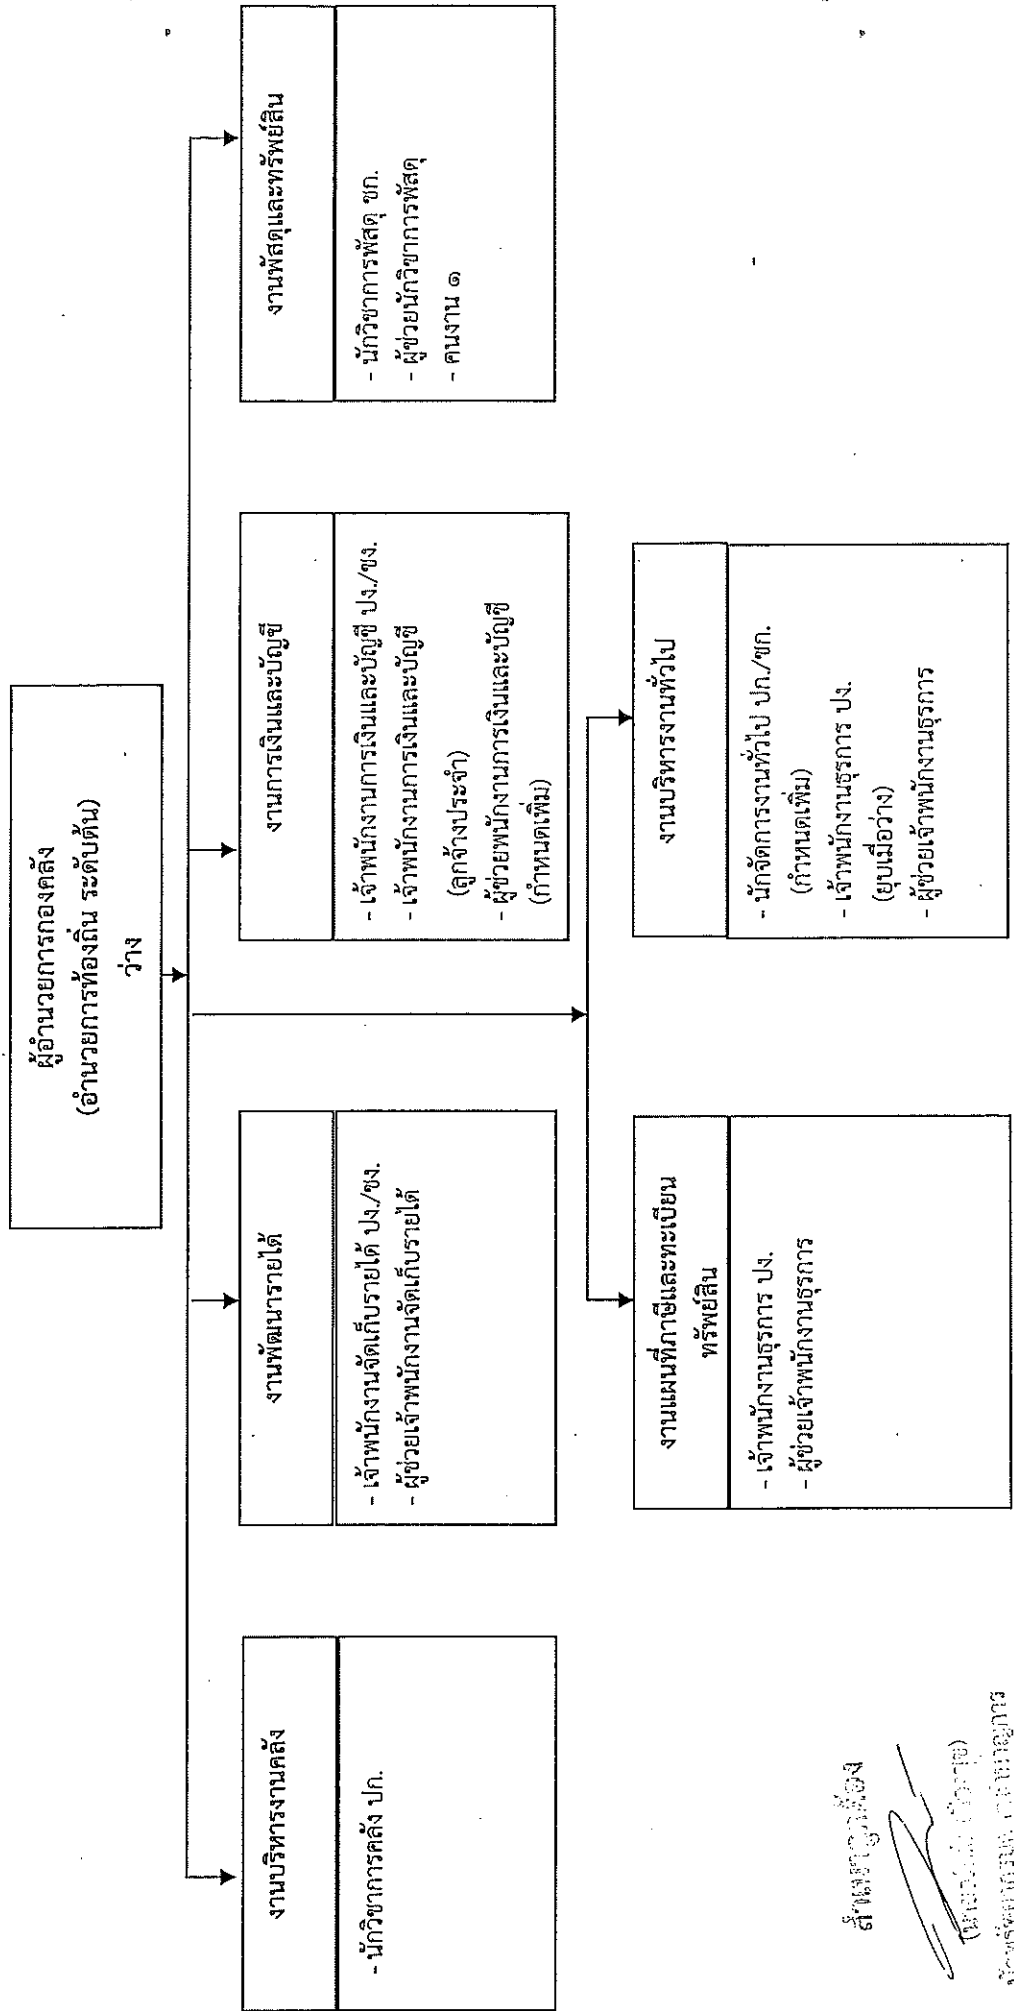 ผู้อำนวยการกองคลัง
(อำนวยการท้องถิ่น ระดับต้น)
ว่าง
งานบริหารงานคลัง
- นักวิชาการคลัง ปก.
งานพัฒนารายได้
- เจ้าพนักงานจัดเก็บรายได้ ปง./ชง.
- ผู้ช่วยเจ้าพนักงานจัดเก็บรายได้
งานการเงินและบัญชี
- เจ้าพนักงานการเงินและบัญชี ปง./ชง.
- เจ้าพนักงานการเงินและบัญชี
(ลูกจ้างประจำ)
- ผู้ช่วยพนักงานการเงินและบัญชี
(กำหนดเพิ่ม)
งานพัสดุและทรัพย์สิน
- นักวิชาการพัสดุ ชก.
- ผู้ช่วยนักวิชาการพัสดุ
- คนงาน ๑
งานแผนที่ภาษีและทะเบียน
ทรัพย์สิน
- เจ้าพนักงานธุรการ ปง.
- ผู้ช่วยเจ้าพนักงานธุรการ
งานบริหารงานทั่วไป
- นักจัดการงานทั่วไป ปก./ชก.
(กำหนดเพิ่ม)
- เจ้าพนักงานธุรการ ปง.
(ยุบเมื่อว่าง)
- ผู้ช่วยเจ้าพนักงานธุรการ
สำเนาถูกต้อง